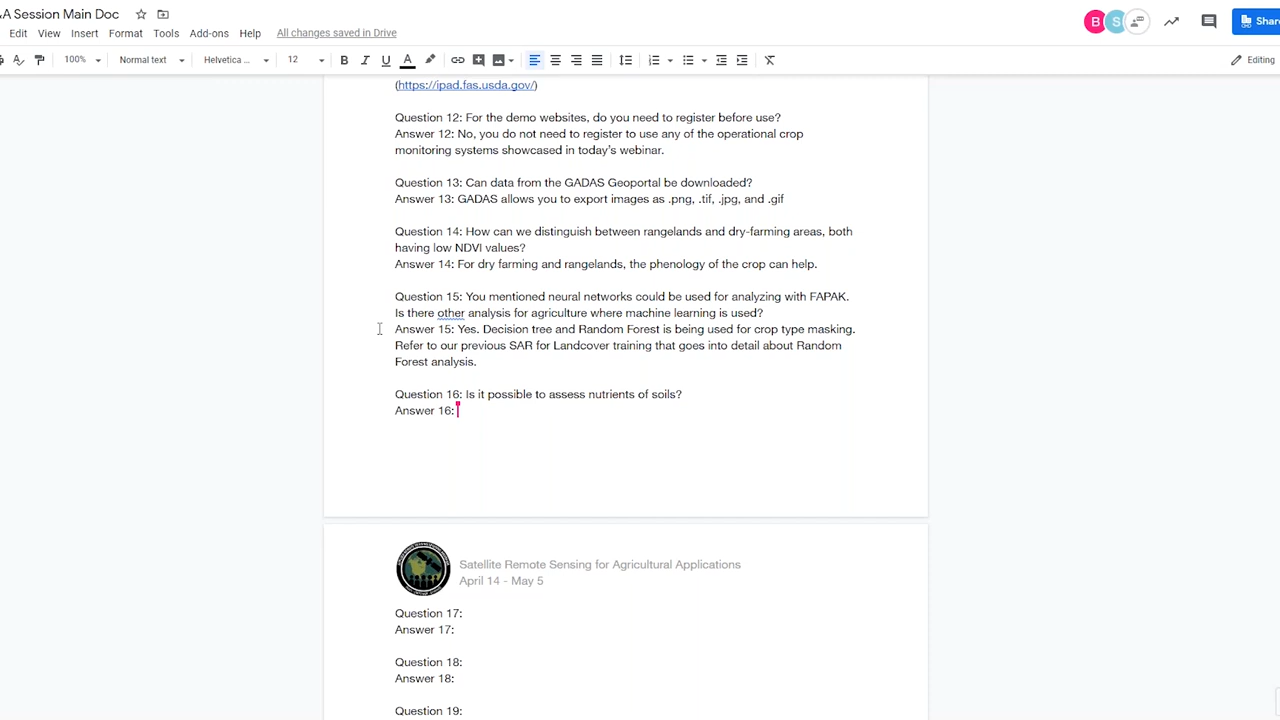 A Session Main Doc
Edit View Insert Format Tools Add-ons Help All changes saved in Drive
B S Share
100% Normal text Helvetica ... 12 B I U A Editing
(https://ipad.fas.usda.gov/)
Question 12: For the demo websites, do you need to register before use?
Answer 12: No, you do not need to register to use any of the operational crop
monitoring systems showcased in today's webinar.
Question 13: Can data from the GADAS Geoportal be downloaded?
Answer 13: GADAS allows you to export images as .png, .tif, .jpg, and .gif
Question 14: How can we distinguish between rangelands and dry-farming areas, both
having low NDVI values?
Answer 14: For dry farming and rangelands, the phenology of the crop can help.
Question 15: You mentioned neural networks could be used for analyzing with FAPAK.
Is there other analysis for agriculture where machine learning is used?
Answer 15: Yes. Decision tree and Random Forest is being used for crop type masking.
Refer to our previous SAR for Landcover training that goes into detail about Random
Forest analysis.
Question 16: Is it possible to assess nutrients of soils?
Answer 16:
Satellite Remote Sensing for Agricultural Applications
April 14 - May 5
Question 17:
Answer 17:
Question 18:
Answer 18:
Question 19: